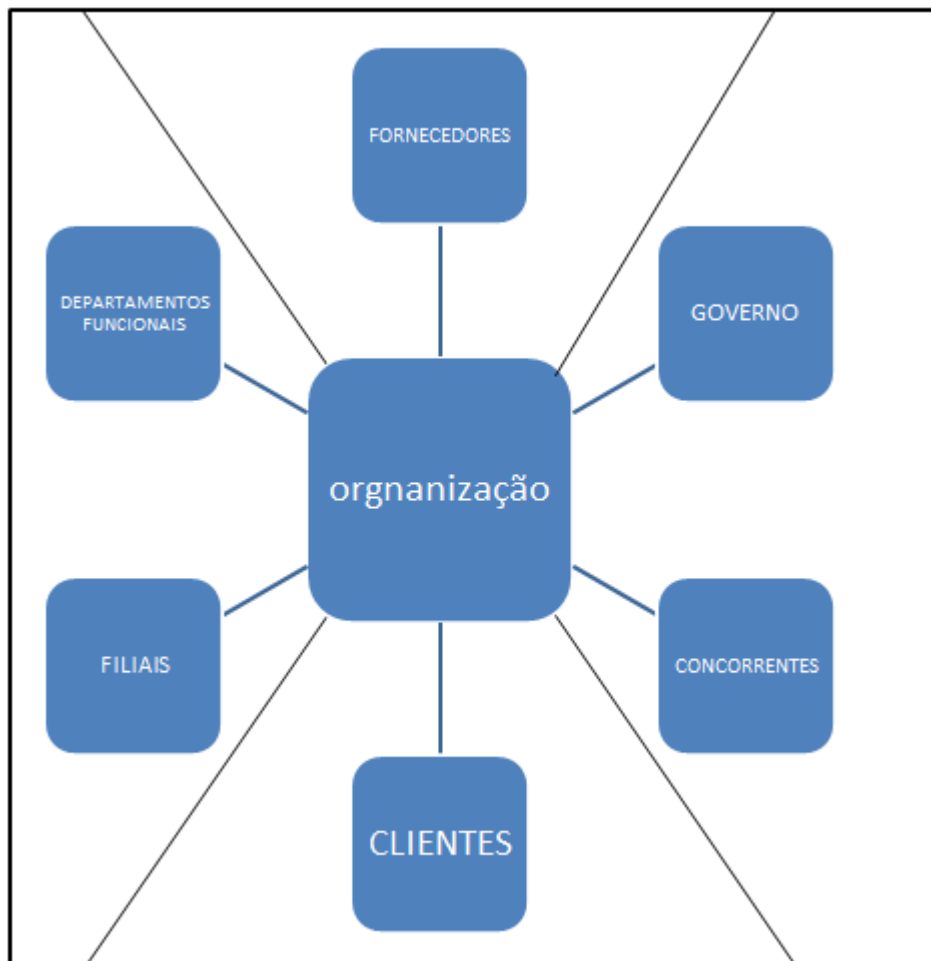 FORNECEDORES
DEPARTAMENTOS
FUNCIONAIS
GOVERNO
orgnanização
FILIAIS
CONCORRENTES
CLIENTES